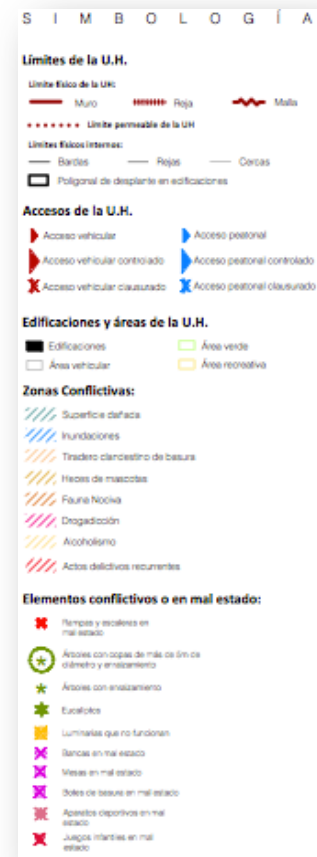 S I M B O L O G Í A
Límites de la U.H.
Límite físico de la UH:
Muro Reja Malla
Límite permeable de la UH
Límites físicos internos:
Bardas Rejas Cercas
Poligonal de desplante en edificaciones
Accesos de la U.H.
Acceso vehicular Acceso peatonal
Acceso vehicular controlado Acceso peatonal controlado
Acceso vehicular clausurado Acceso peatonal clausurado
Edificaciones y áreas de la U.H.
Edificaciones Área verde
Área vehicular Área recreativa
Zonas Conflictivas:
Superficie dañada
Inundaciones
Tiradero clandestino de basura
Heces de mascotas
Fauna Nociva
Drogadicción
Alcoholismo
Actos delictivos recurrentes
Elementos conflictivos o en mal estado:
Rampas y escaleras en
mal estado
Árboles con copas de más de 5m de
diámetro y enraizamiento
Árboles con enraizamiento
Eucaliptos
Luminarias que no funcionan
Bancas en mal estado
Mesas en mal estado
Botes de basura en mal estado
Aparatos deportivos en mal
estado
Juegos infantiles en mal
estado